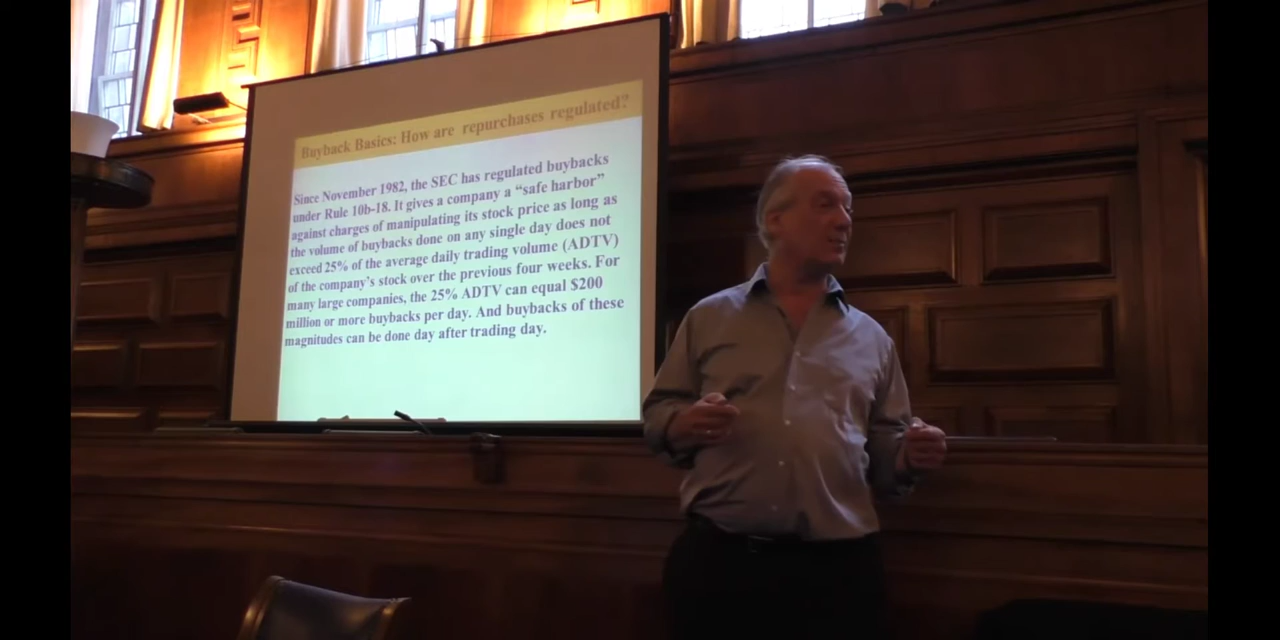 Buyback Basics: How are repurchases regulated?
Since November 1982, the SEC has regulated buybacks
under Rule 10b-18. It gives a company a “safe harbor”
against charges of manipulating its stock price as long as
the volume of buybacks done on any single day does not
exceed 25% of the average daily trading volume (ADTV)
of the company’s stock over the previous four weeks. For
many large companies, the 25% ADTV can equal $200
million or more buybacks per day. And buybacks of these
magnitudes can be done day after trading day.